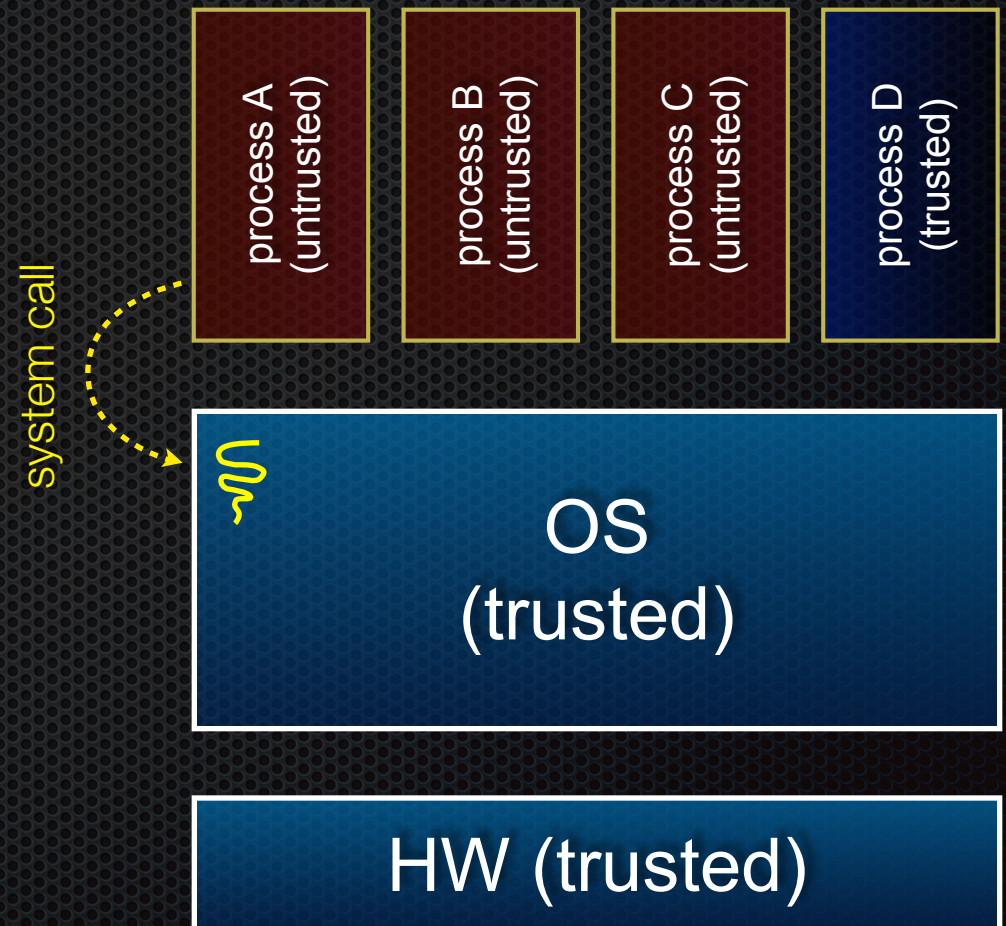 process A
(untrusted)
process B
(untrusted)
process C
(untrusted)
process D
(trusted)
system call
OS
(trusted)
HW (trusted)